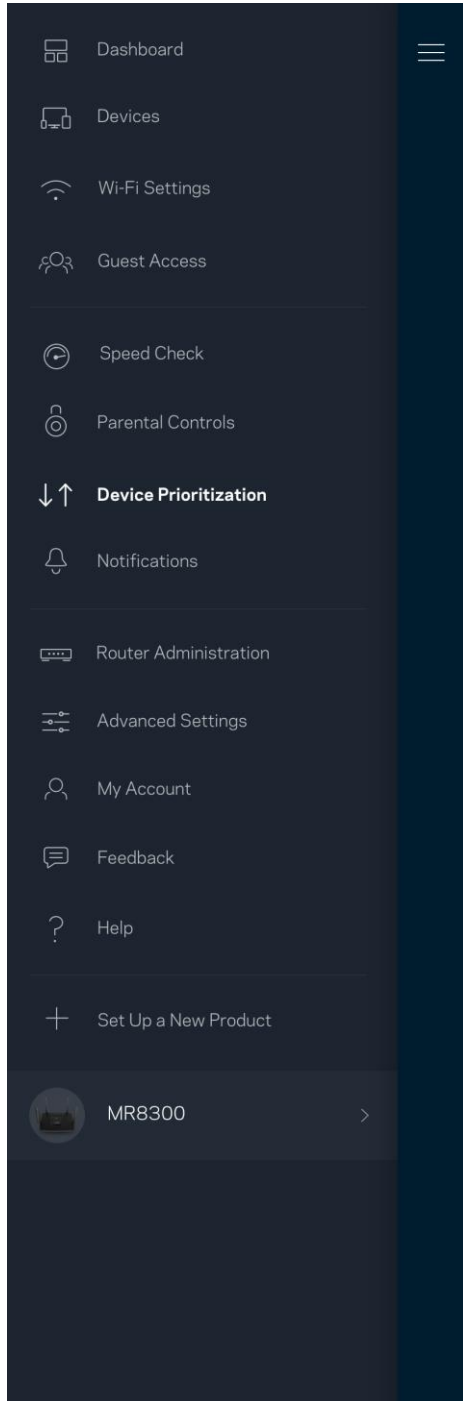 Dashboard
Devices
Wi-Fi Settings
Guest Access
Speed Check
Parental Controls
Device Prioritization
Notifications
Router Administration
Advanced Settings
My Account
Feedback
Help
Set Up a New Product
MR8300